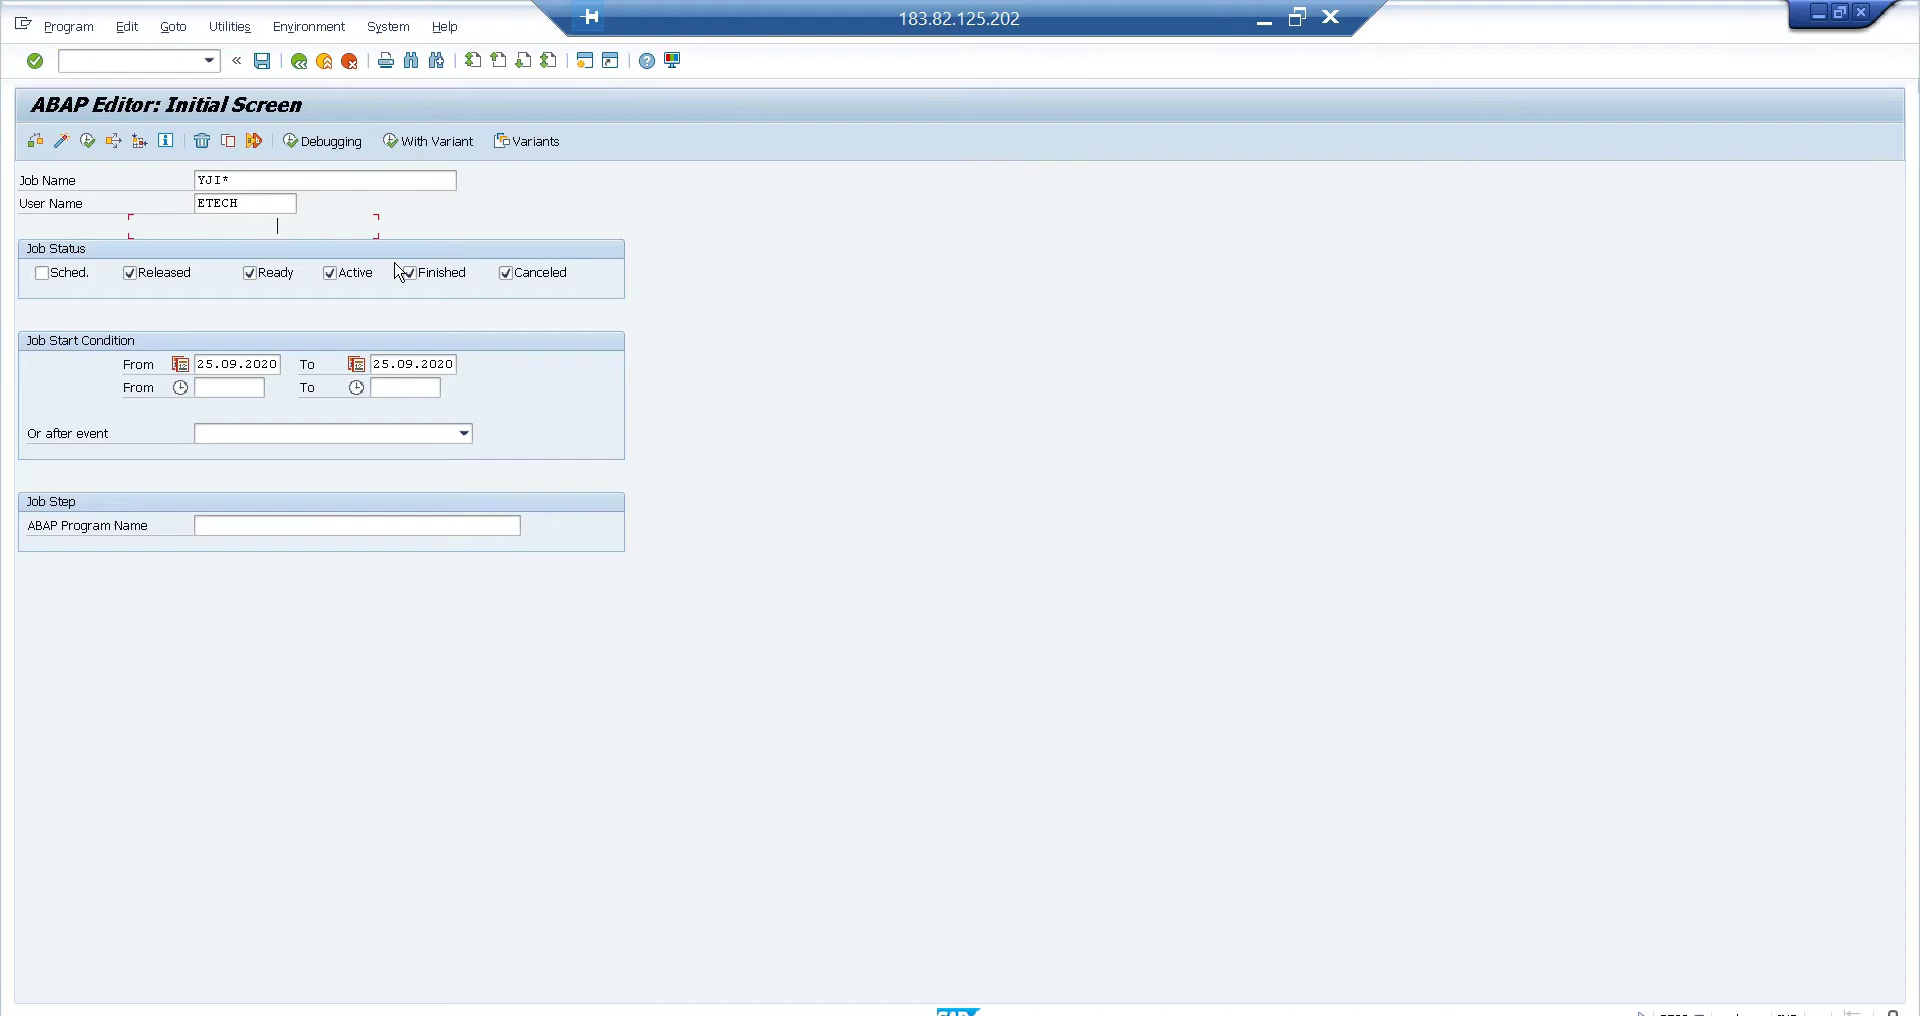 183.82.125.202
Program Edit Goto Utilities Environment System Help
ABAP Editor: Initial Screen
Debugging With Variant Variants
Job Name YJI*
User Name ETECH
Job Status
Sched. Released Ready Active Finished Canceled
Job Start Condition
From 25.09.2020 To 25.09.2020
From To
Or after event
Job Step
ABAP Program Name